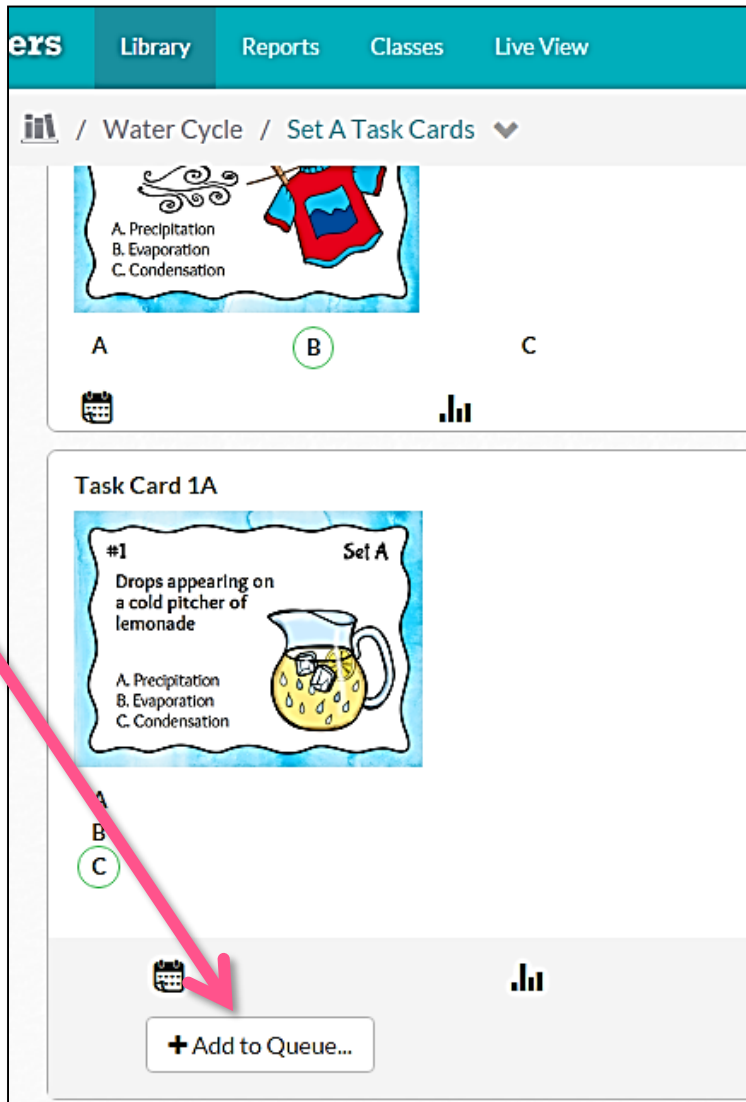 ers Library Reports Classes Live View
/ Water Cycle / Set A Task Cards
A. Precipitation
B. Evaporation
C. Condensation
A B C
Task Card 1A
#1 Set A
Drops appearing on
a cold pitcher of
lemonade
A. Precipitation
B. Evaporation
C. Condensation
A
B
C
+ Add to Queue...